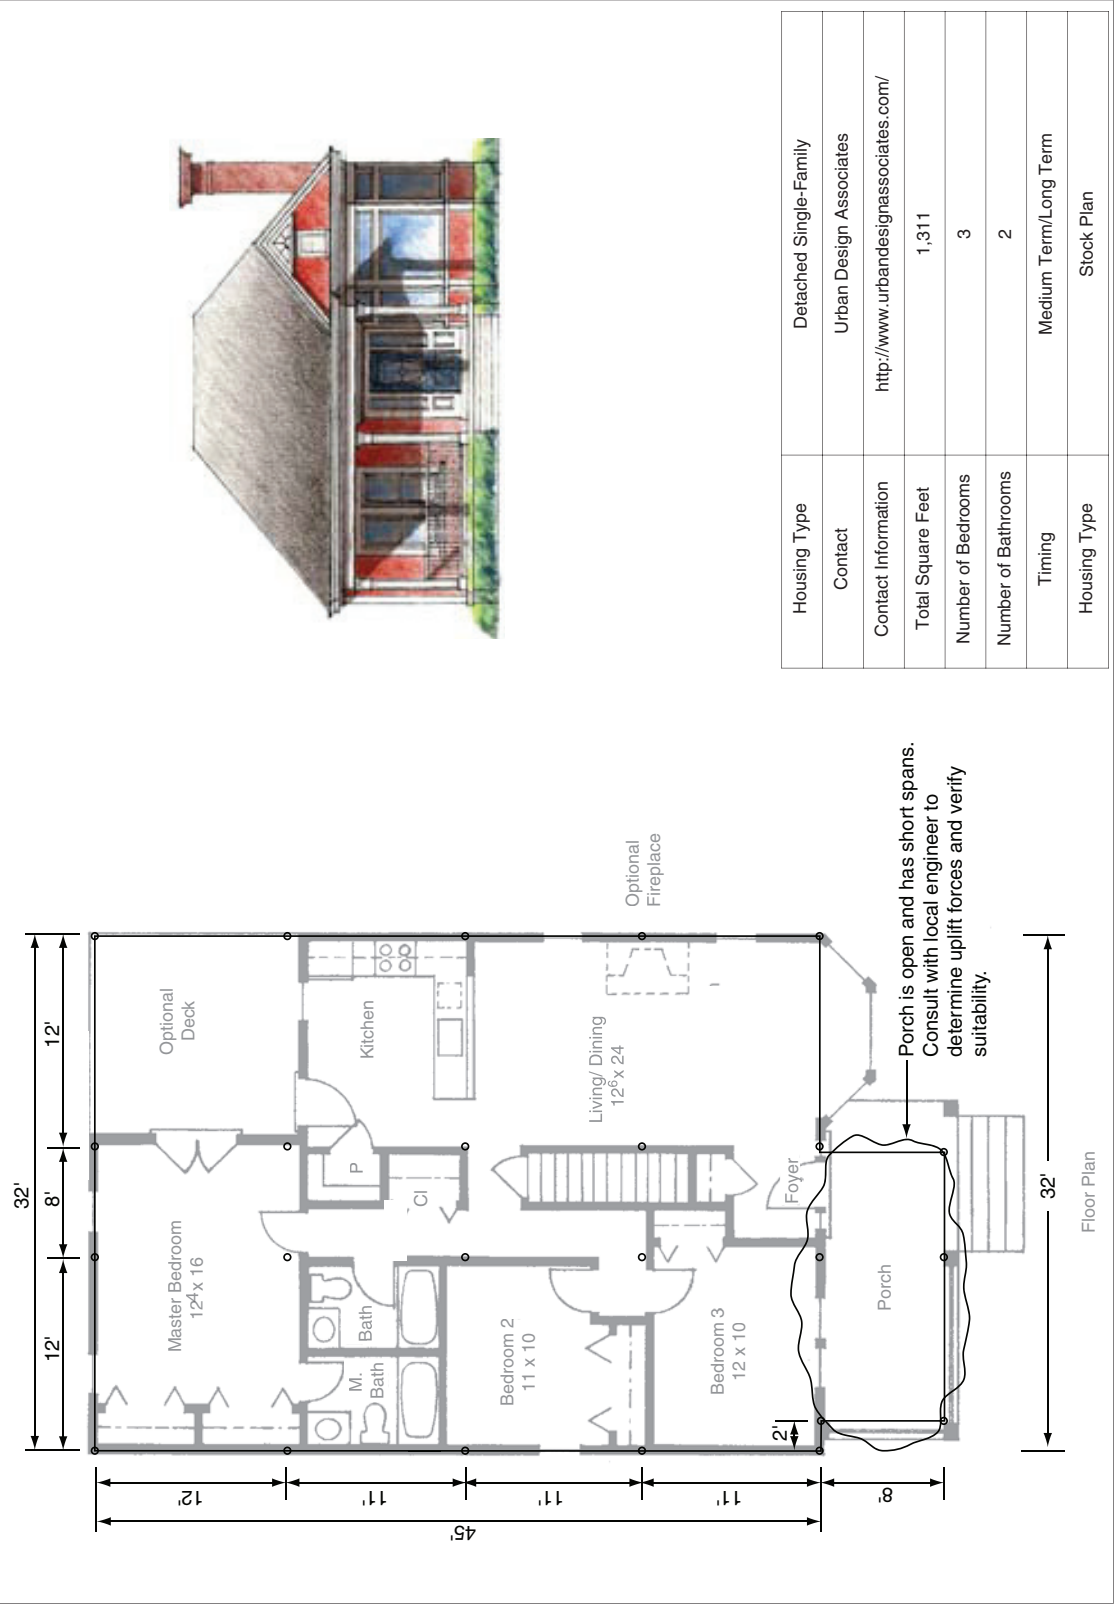 32'
12'
8'
12'
Optional
Deck
Master Bedroom
12⁴ x 16
Kitchen
P
Cl
Bath
M.
Bath
Living/ Dining
12⁶ x 24
Optional
Fireplace
Bedroom 2
11 x 10
Bedroom 3
12 x 10
Foyer
Porch
2'
12'
11'
11'
11'
8'
45'
32'
Porch is open and has short spans.
Consult with local engineer to
determine uplift forces and verify
suitability.
Floor Plan
Housing Type Detached Single-Family
Contact Urban Design Associates
Contact Information http://www.urbandesignassociates.com/
Total Square Feet 1,311
Number of Bedrooms 3
Number of Bathrooms 2
Timing Medium Term/Long Term
Housing Type Stock Plan